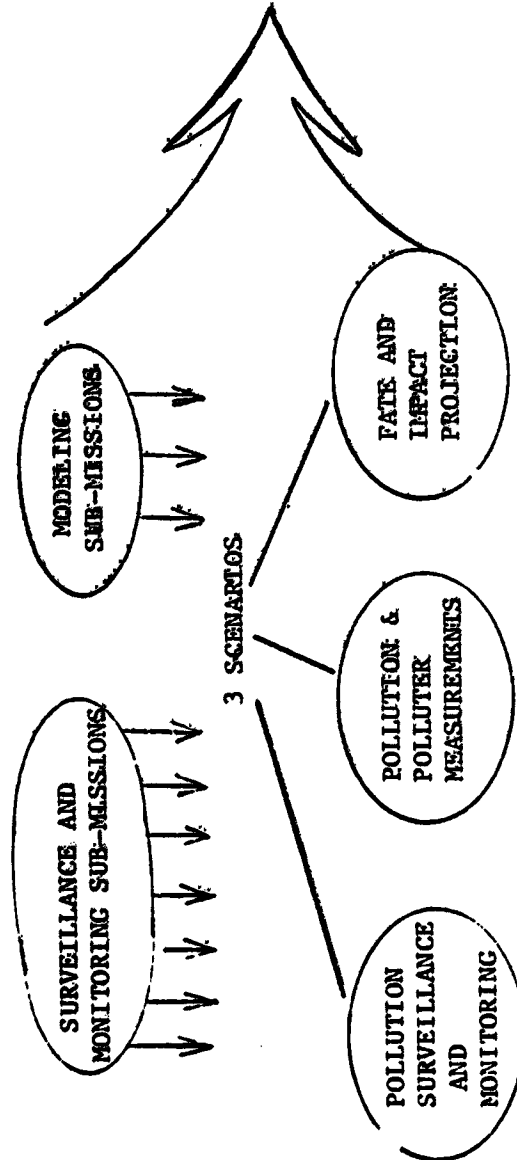 SURVEILLANCE AND
MONITORING SUB-MISSIONS
MODELING
SUB-MISSIONS
3 SCENARIOS
POLLUTION
SURVEILLANCE
AND
MONITORING
POLLUTION &
POLLUTER
MEASUREMENTS
FATE AND
IMPACT
PROJECTION